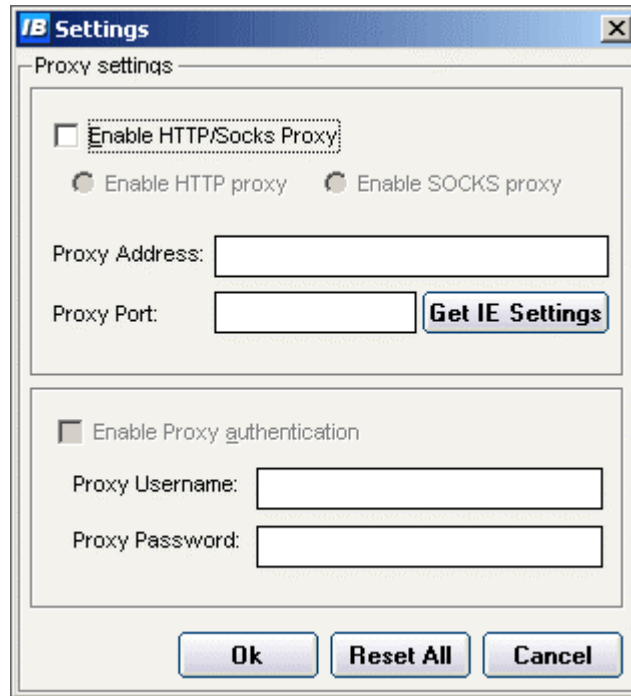 IB Settings
Proxy settings
Enable HTTP/Socks Proxy
Enable HTTP proxy Enable SOCKS proxy
Proxy Address:
Proxy Port: Get IE Settings
Enable Proxy authentication
Proxy Username:
Proxy Password:
Ok Reset All Cancel